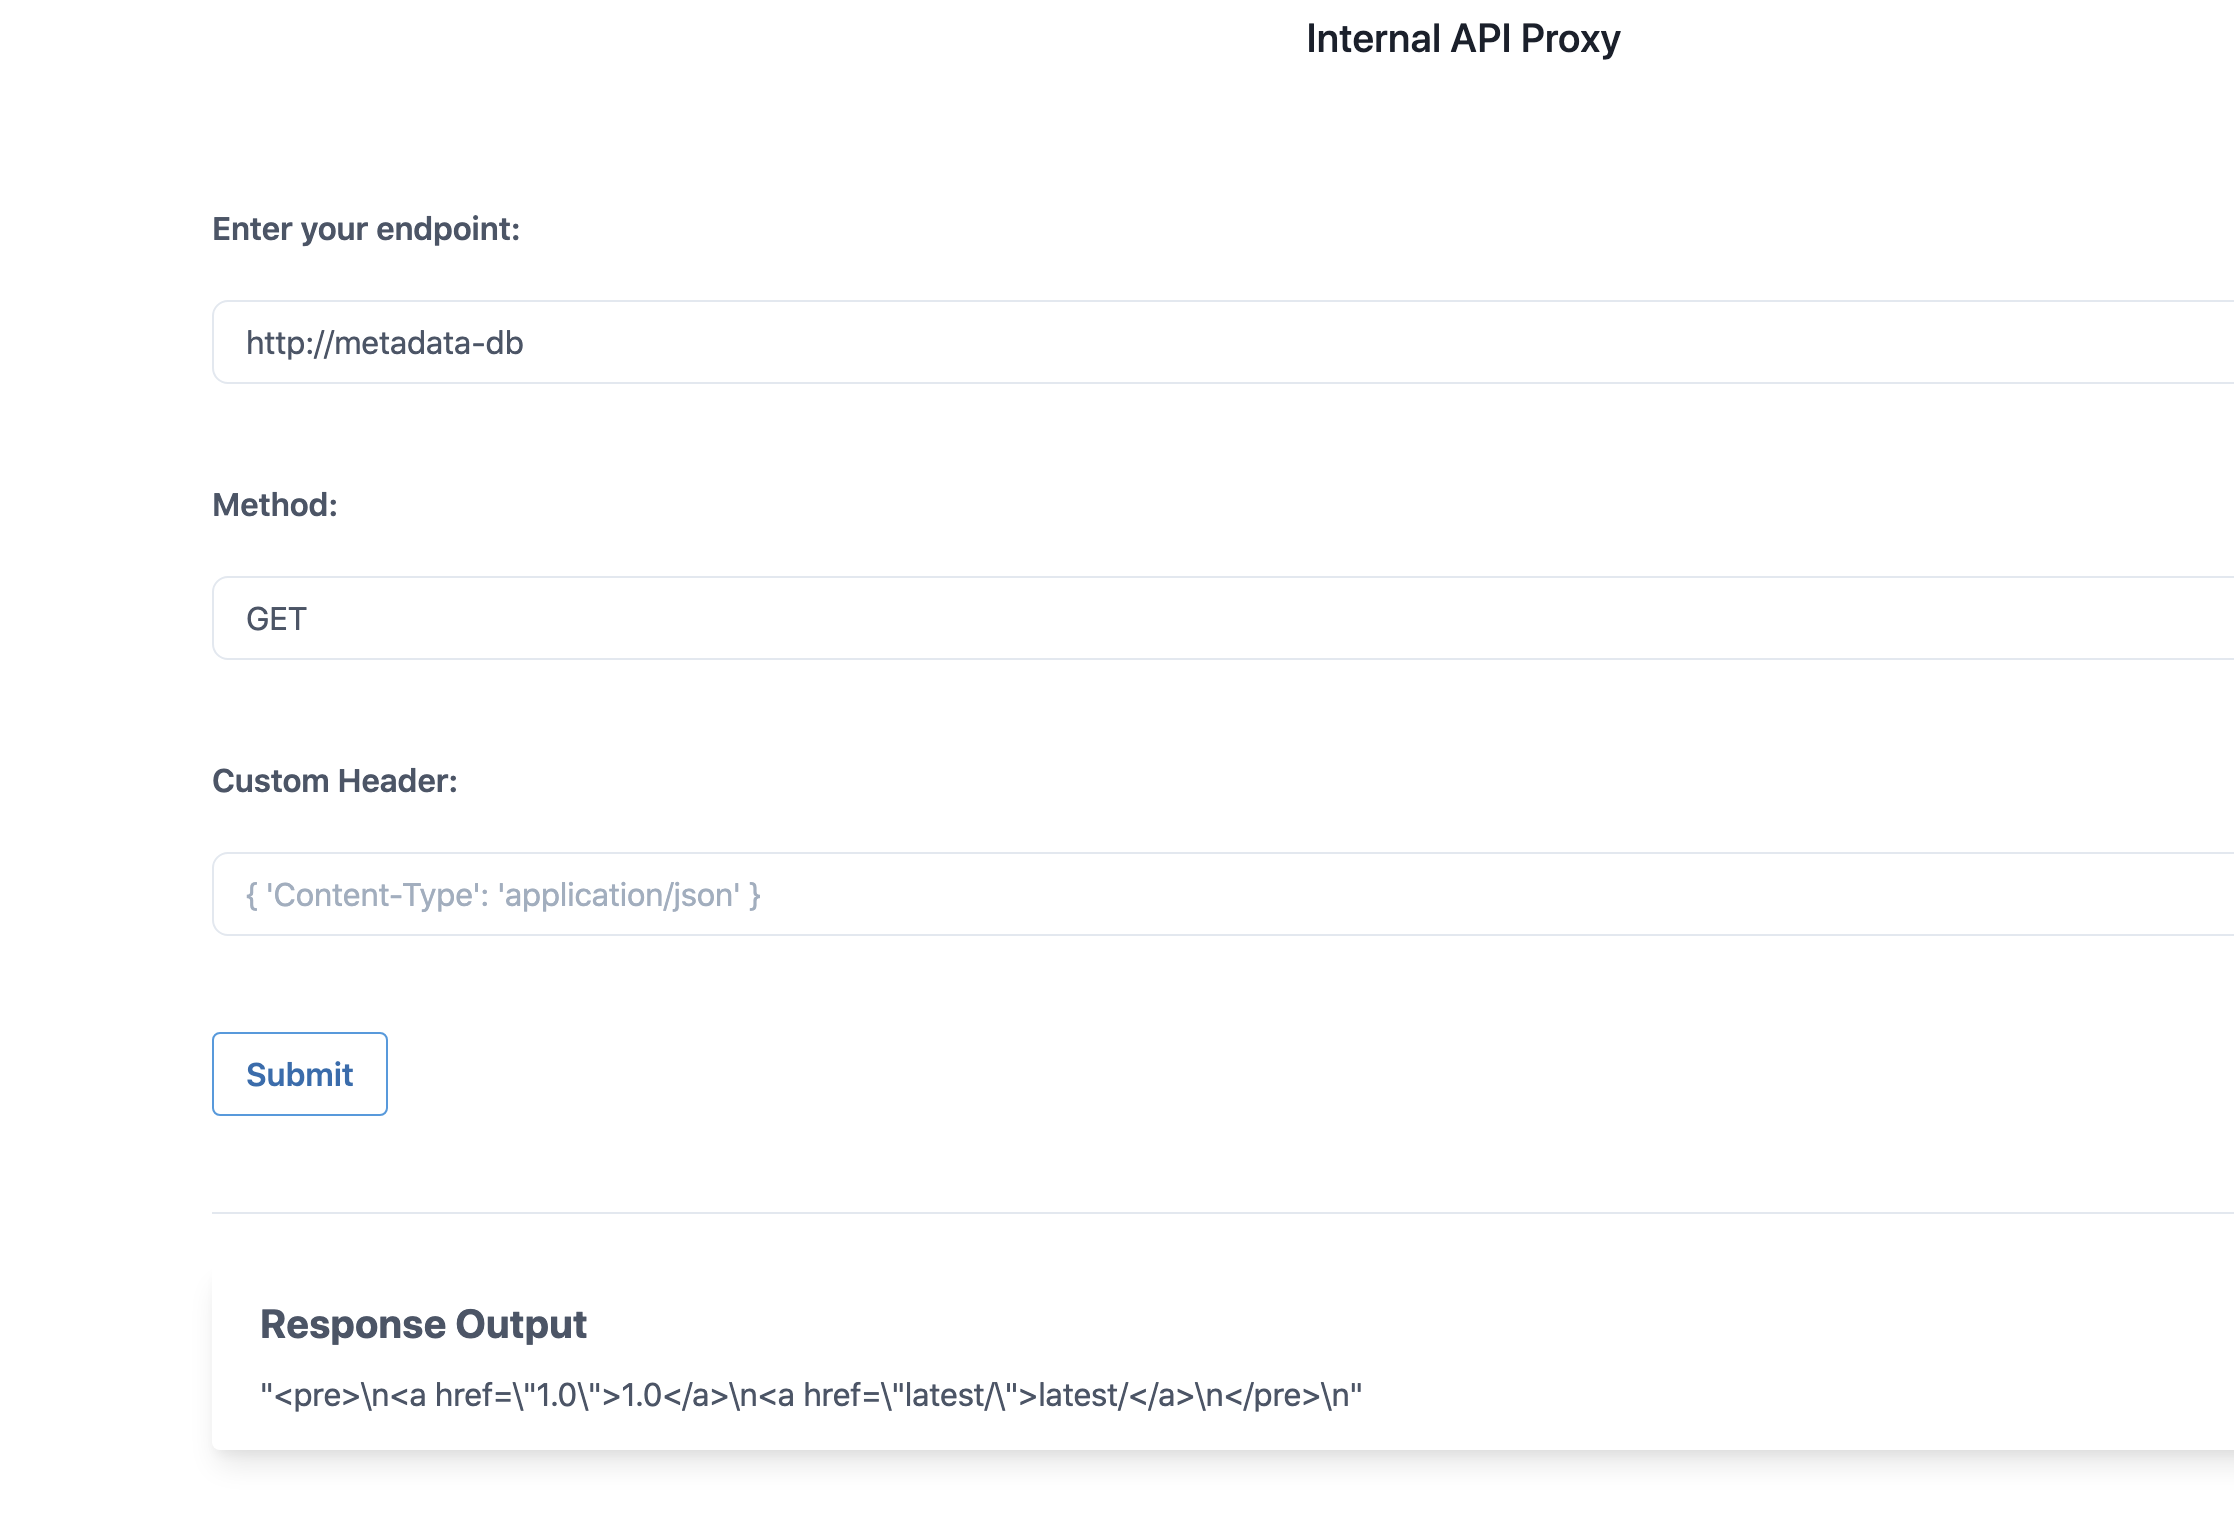 Internal API Proxy
Enter your endpoint:
http://metadata-db
Method:
GET
Custom Header:
{ 'Content-Type': 'application/json' }
Submit
Response Output
"<pre>\n<a href=\"1.0\">1.0</a>\n<a href=\"latest/\">latest/</a>\n</pre>\n"